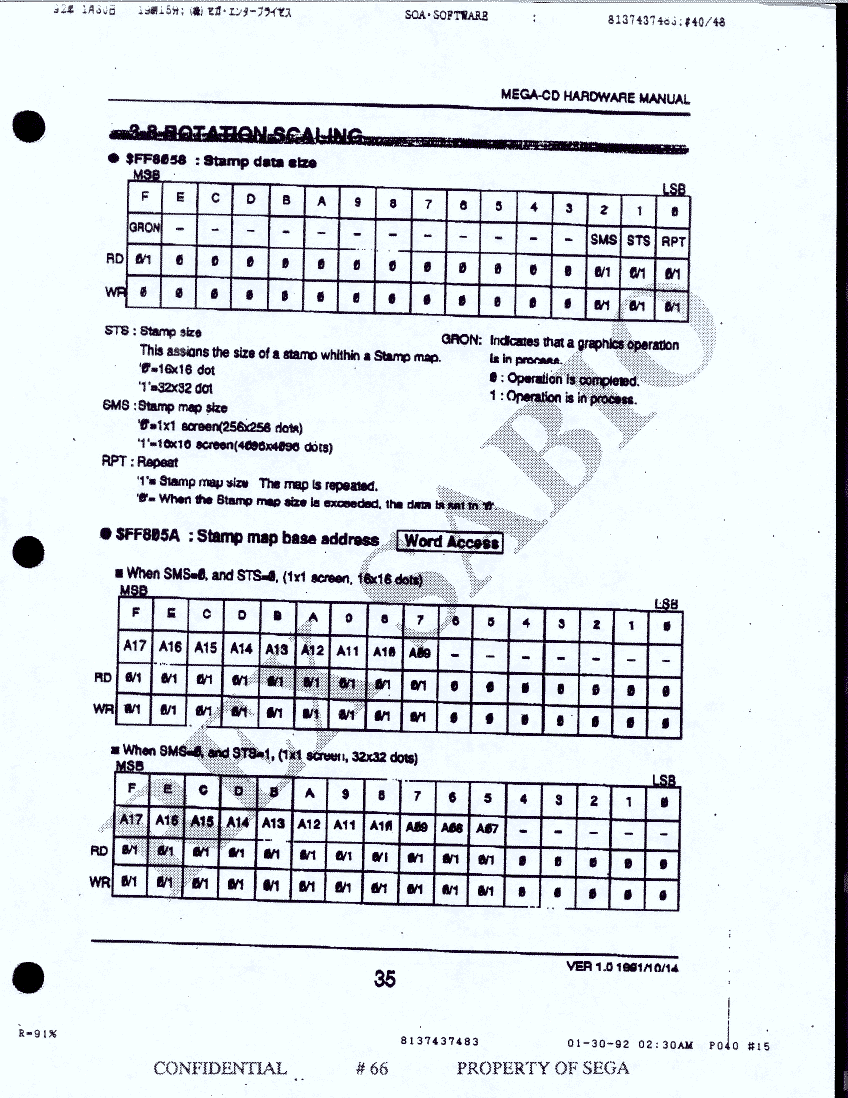 92年 1月30日 19時15分; (株) セガ・エンタープライゼス SOA・SOFTWARE : 8137437483;#40/48
MEGA-CD HARDWARE MANUAL
3-8 ROTATION SCALING
● $FF8058 : Stamp data size
MSB LSB
F E C D B A 9 8 7 6 5 4 3 2 1 0
GRON – – – – – – – – – – – – SMS STS RPT
RD 0/1 0 0 0 0 0 0 0 0 0 0 0 0 0/1 0/1 0/1
WR 0 0 0 0 0 0 0 0 0 0 0 0 0 0/1 0/1 0/1
STS : Stamp size
This assigns the size of a stamp whithin a Stamp map.
'0'=16x16 dot
'1'=32x32 dot
SMS : Stamp map size
'0'=1x1 screen(256x256 dots)
'1'=16x16 screen(4096x4096 dots)
RPT : Repeat
'1'= Stamp map size The map is repeated.
'0'= When the Stamp map size is exceeded, the data is set to '0'.
GRON: Indicates that a graphics operation
is in process.
0 : Operation is completed.
1 : Operation is in process.
● $FF805A : Stamp map base address Word Access
■ When SMS=0, and STS=0, (1x1 screen, 16x16 dots)
MSB LSB
F E C D B A 0 8 7 6 5 4 3 2 1 0
A17 A16 A15 A14 A13 A12 A11 A10 A09 – – – – – – –
RD 0/1 0/1 0/1 0/1 0/1 0/1 0/1 0/1 0/1 0 0 0 0 0 0 0
WR 0/1 0/1 0/1 0/1 0/1 0/1 0/1 0/1 0/1 0 0 0 0 0 0 0
■ When SMS=0, and STS=1, (1x1 screen, 32x32 dots)
MSB LSB
F E C D B A 9 8 7 6 5 4 3 2 1 0
A17 A16 A15 A14 A13 A12 A11 A10 A09 A08 A07 – – – – –
RD 0/1 0/1 0/1 0/1 0/1 0/1 0/1 0/1 0/1 0/1 0/1 0 0 0 0 0
WR 0/1 0/1 0/1 0/1 0/1 0/1 0/1 0/1 0/1 0/1 0/1 0 0 0 0 0
35
VER 1.0 1991/10/14
R=91%
8137437483 01-30-92 02:30AM P040 #15
CONFIDENTIAL # 66 PROPERTY OF SEGA